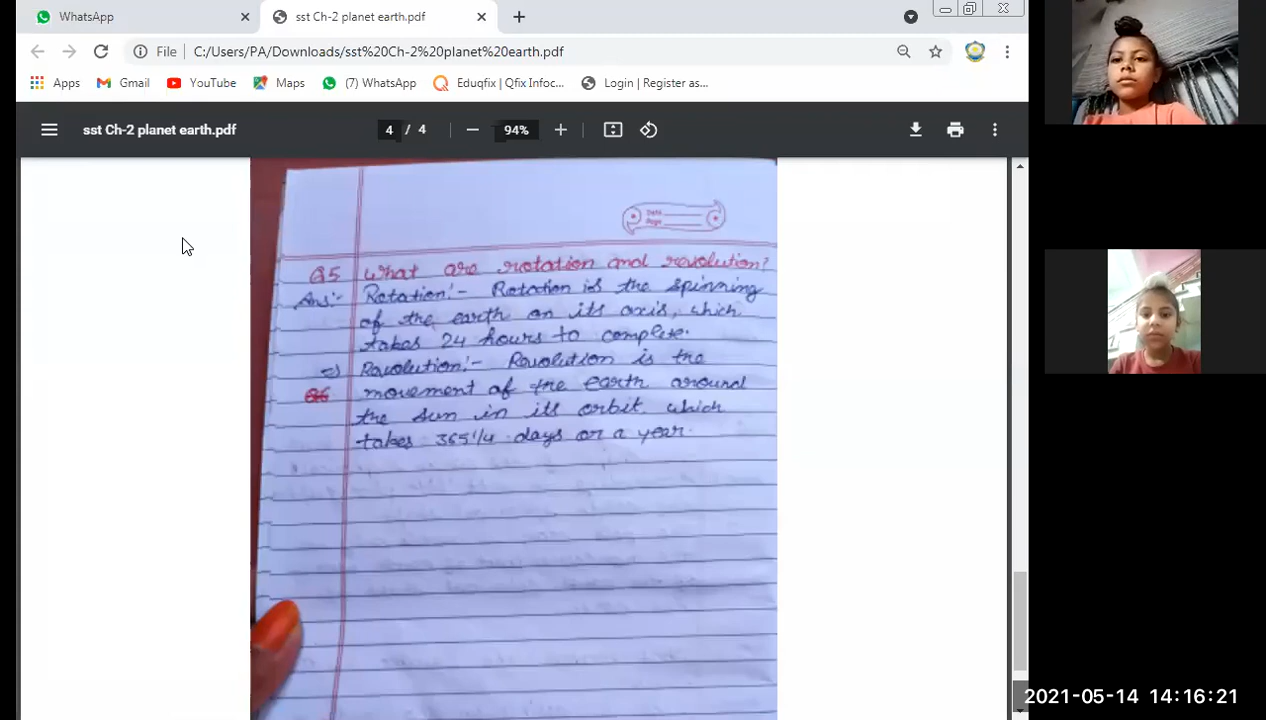 WhatsApp
sst Ch-2 planet earth.pdf
File C:/Users/PA/Downloads/sst%20Ch-2%20planet%20earth.pdf
Apps Gmail YouTube Maps (7) WhatsApp Eduqfix | Qfix Infoc... Login | Register as...
sst Ch-2 planet earth.pdf 4 / 4 94%
Date
Page
Q5 What are rotation and revolution?
Ans:- Rotation:- Rotation is the spinning
of the earth on its axis, which
takes 24 hours to complete.
⇒ Revolution:- Revolution is the
movement of the earth around
the sun in its orbit which
takes 365 1/4 days or a year.
2021-05-14 14:16:21